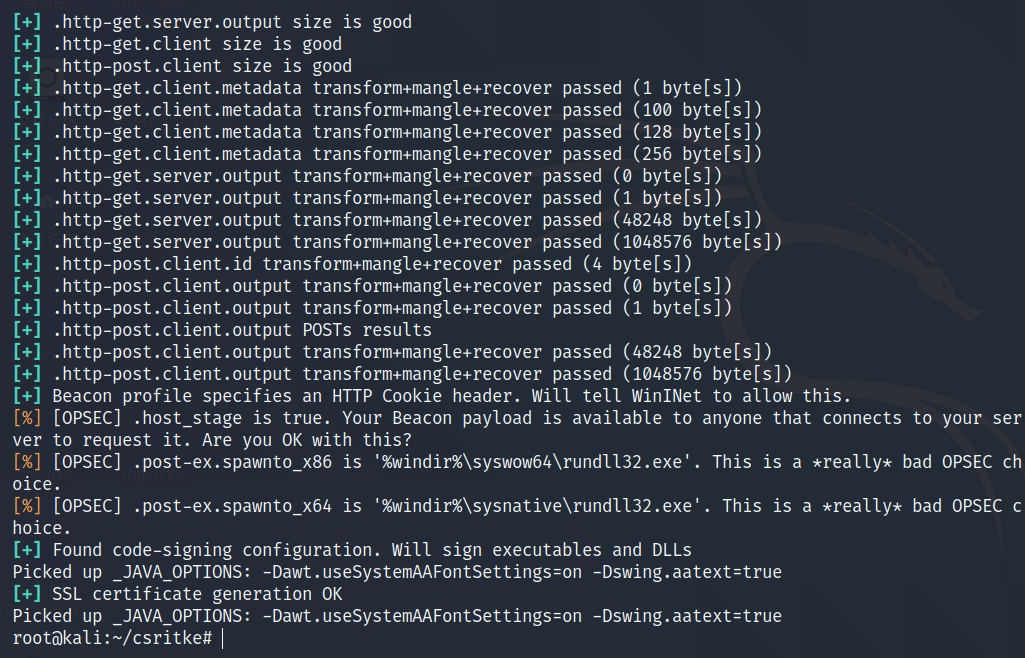 [+] .http-get.server.output size is good
[+] .http-get.client size is good
[+] .http-post.client size is good
[+] .http-get.client.metadata transform+mangle+recover passed (1 byte[s])
[+] .http-get.client.metadata transform+mangle+recover passed (100 byte[s])
[+] .http-get.client.metadata transform+mangle+recover passed (128 byte[s])
[+] .http-get.client.metadata transform+mangle+recover passed (256 byte[s])
[+] .http-get.server.output transform+mangle+recover passed (0 byte[s])
[+] .http-get.server.output transform+mangle+recover passed (1 byte[s])
[+] .http-get.server.output transform+mangle+recover passed (48248 byte[s])
[+] .http-get.server.output transform+mangle+recover passed (1048576 byte[s])
[+] .http-post.client.id transform+mangle+recover passed (4 byte[s])
[+] .http-post.client.output transform+mangle+recover passed (0 byte[s])
[+] .http-post.client.output transform+mangle+recover passed (1 byte[s])
[+] .http-post.client.output POSTs results
[+] .http-post.client.output transform+mangle+recover passed (48248 byte[s])
[+] .http-post.client.output transform+mangle+recover passed (1048576 byte[s])
[+] Beacon profile specifies an HTTP Cookie header. Will tell WinINet to allow this.
[%] [OPSEC] .host_stage is true. Your Beacon payload is available to anyone that connects to your ser
ver to request it. Are you OK with this?
[%] [OPSEC] .post-ex.spawnto_x86 is '%windir%\syswow64\rundll32.exe'. This is a *really* bad OPSEC ch
oice.
[%] [OPSEC] .post-ex.spawnto_x64 is '%windir%\sysnative\rundll32.exe'. This is a *really* bad OPSEC c
hoice.
[+] Found code-signing configuration. Will sign executables and DLLs
Picked up _JAVA_OPTIONS: -Dawt.useSystemAAFontSettings=on -Dswing.aatext=true
[+] SSL certificate generation OK
Picked up _JAVA_OPTIONS: -Dawt.useSystemAAFontSettings=on -Dswing.aatext=true
root@kali:~/csritke#